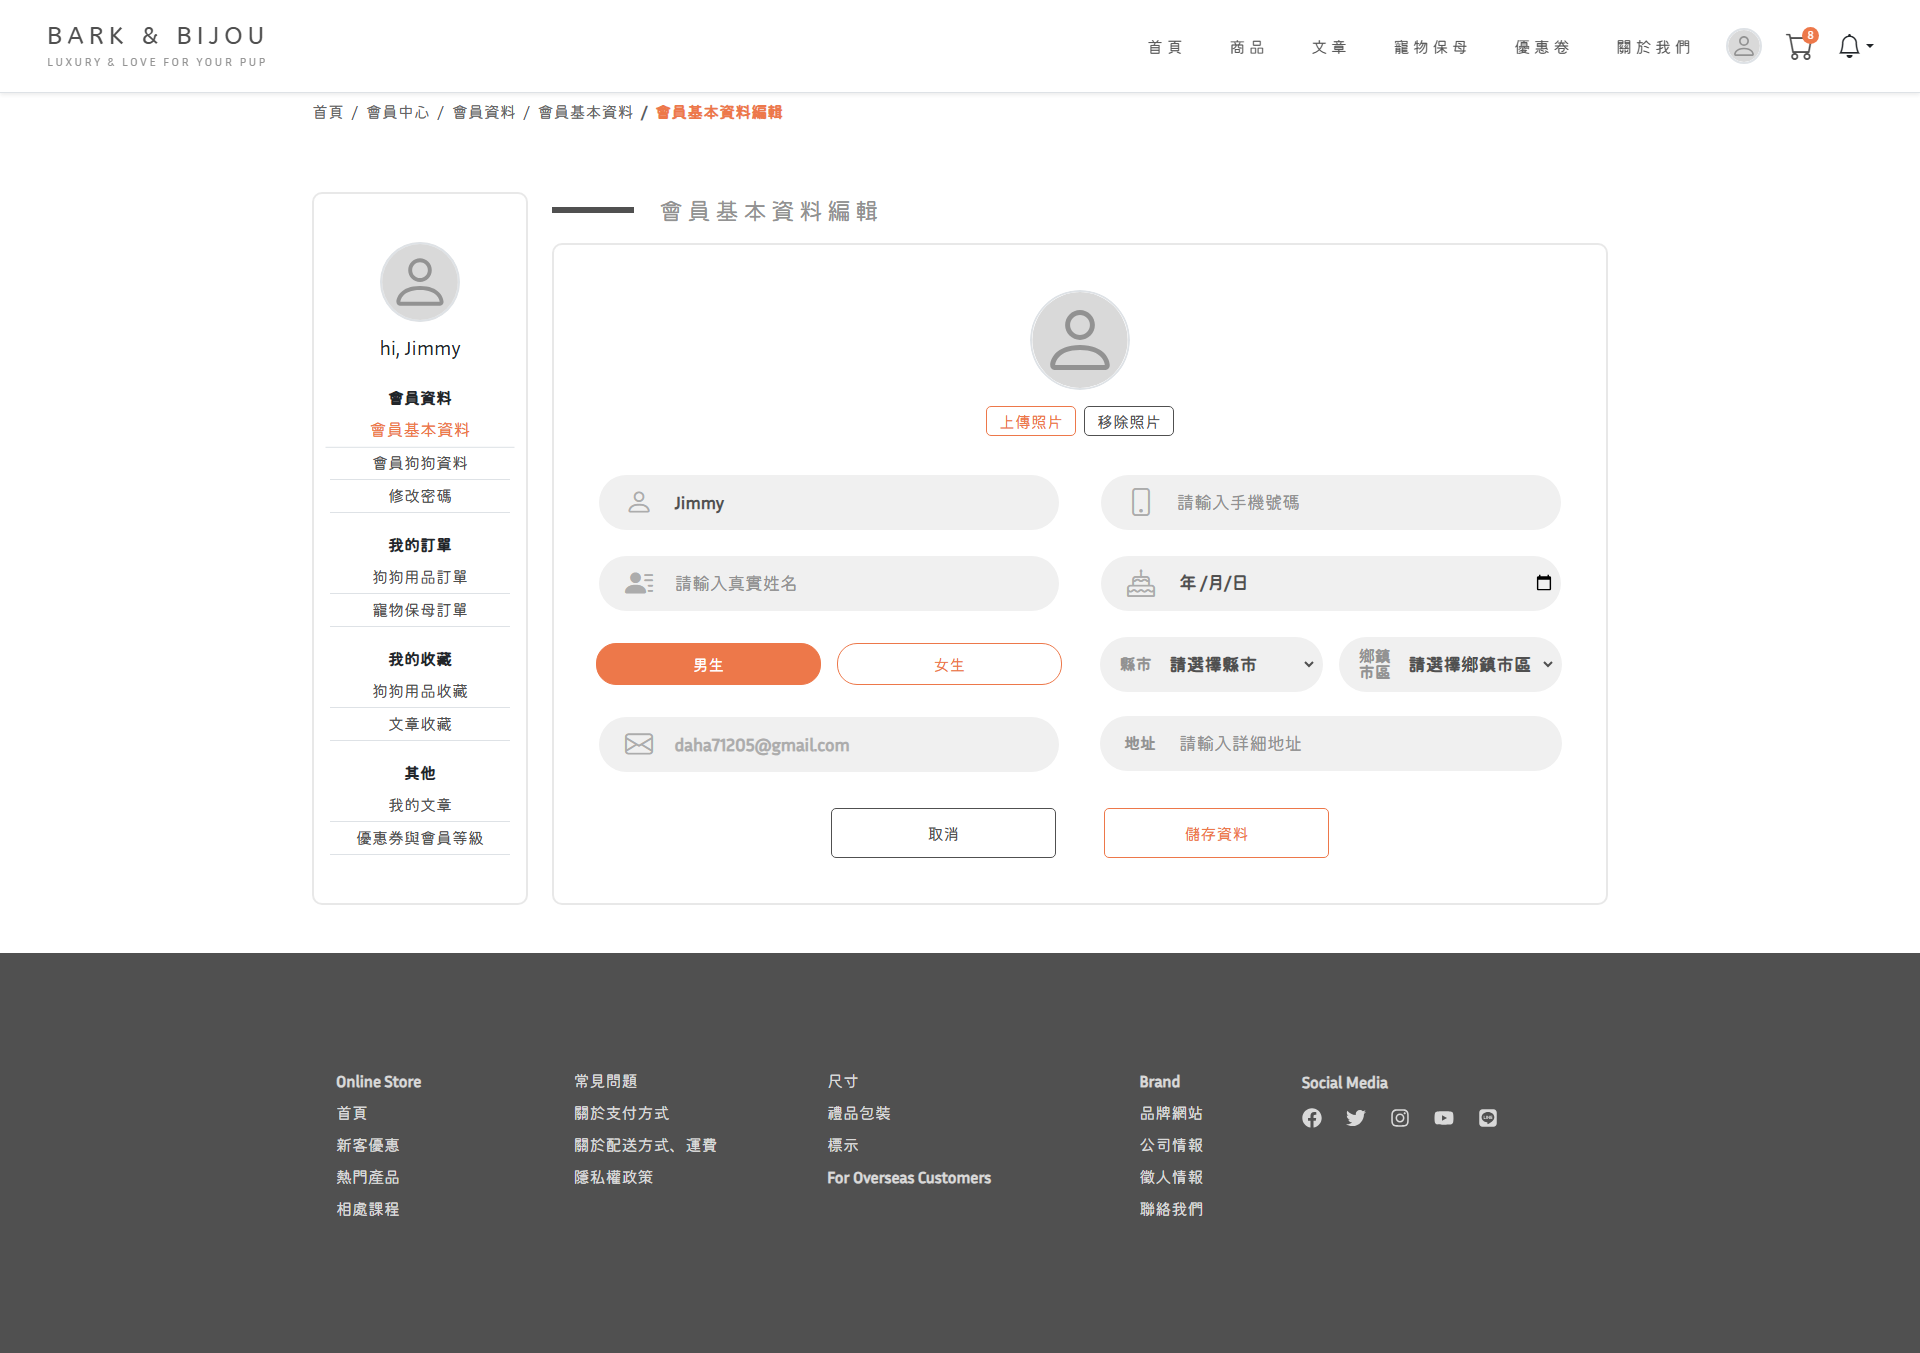 BARK & BIJOU
LUXURY & LOVE FOR YOUR PUP
首頁
商品
文章
寵物保母
優惠卷
關於我們
8
首頁 / 會員中心 / 會員資料 / 會員基本資料 / 會員基本資料編輯
hi, Jimmy
會員資料
會員基本資料
會員狗狗資料
修改密碼
我的訂單
狗狗用品訂單
寵物保母訂單
我的收藏
狗狗用品收藏
文章收藏
其他
我的文章
優惠券與會員等級
會員基本資料編輯
上傳照片
移除照片
Jimmy
請輸入手機號碼
請輸入真實姓名
年 /月/日
男生
女生
縣市
請選擇縣市
鄉鎮
市區
請選擇鄉鎮市區
daha71205@gmail.com
地址
請輸入詳細地址
取消
儲存資料
Online Store
首頁
新客優惠
熱門產品
相處課程
常見問題
關於支付方式
關於配送方式、運費
隱私權政策
尺寸
禮品包裝
標示
For Overseas Customers
Brand
品牌網站
公司情報
徵人情報
聯絡我們
Social Media